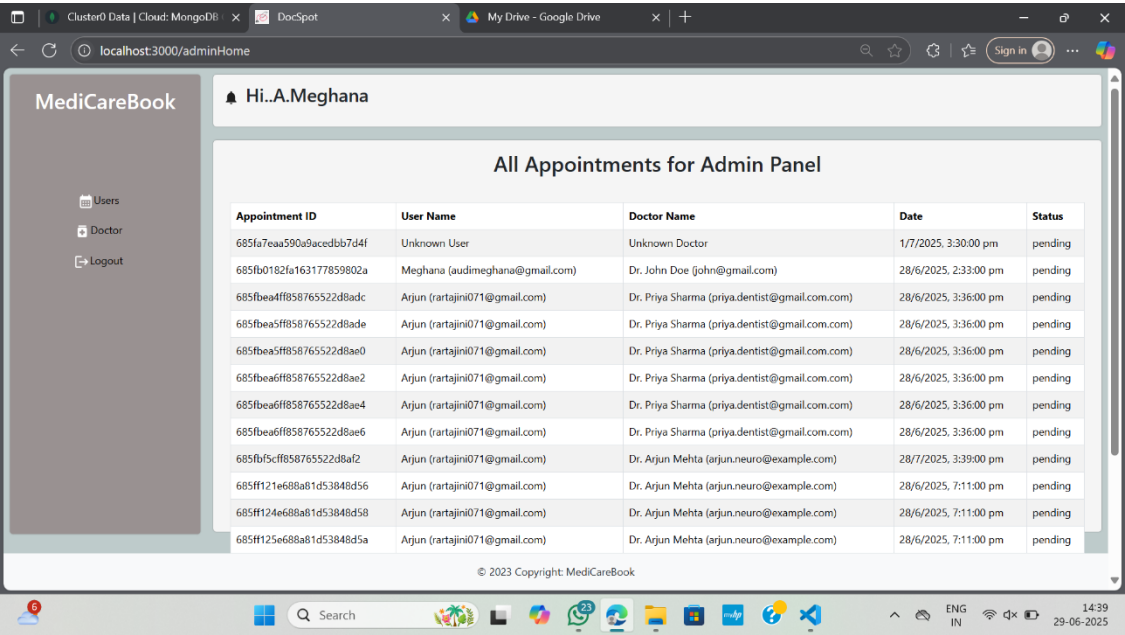 Cluster0 Data | Cloud: MongoDB
DocSpot
My Drive - Google Drive
localhost:3000/adminHome
Sign in
MediCareBook
Hi..A.Meghana
Users
Doctor
Logout
All Appointments for Admin Panel
Appointment ID User Name Doctor Name Date Status
685fa7eaa590a9acedbb7d4f Unknown User Unknown Doctor 1/7/2025, 3:30:00 pm pending
685fb0182fa163177859802a Meghana (audimeghana@gmail.com) Dr. John Doe (john@gmail.com) 28/6/2025, 2:33:00 pm pending
685fbea4ff858765522d8adc Arjun (rartajini071@gmail.com) Dr. Priya Sharma (priya.dentist@gmail.com.com) 28/6/2025, 3:36:00 pm pending
685fbea5ff858765522d8ade Arjun (rartajini071@gmail.com) Dr. Priya Sharma (priya.dentist@gmail.com.com) 28/6/2025, 3:36:00 pm pending
685fbea5ff858765522d8ae0 Arjun (rartajini071@gmail.com) Dr. Priya Sharma (priya.dentist@gmail.com.com) 28/6/2025, 3:36:00 pm pending
685fbea6ff858765522d8ae2 Arjun (rartajini071@gmail.com) Dr. Priya Sharma (priya.dentist@gmail.com.com) 28/6/2025, 3:36:00 pm pending
685fbea6ff858765522d8ae4 Arjun (rartajini071@gmail.com) Dr. Priya Sharma (priya.dentist@gmail.com.com) 28/6/2025, 3:36:00 pm pending
685fbea6ff858765522d8ae6 Arjun (rartajini071@gmail.com) Dr. Priya Sharma (priya.dentist@gmail.com.com) 28/6/2025, 3:36:00 pm pending
685fbf5cff858765522d8af2 Arjun (rartajini071@gmail.com) Dr. Arjun Mehta (arjun.neuro@example.com) 28/7/2025, 3:39:00 pm pending
685ff121e688a81d53848d56 Arjun (rartajini071@gmail.com) Dr. Arjun Mehta (arjun.neuro@example.com) 28/6/2025, 7:11:00 pm pending
685ff124e688a81d53848d58 Arjun (rartajini071@gmail.com) Dr. Arjun Mehta (arjun.neuro@example.com) 28/6/2025, 7:11:00 pm pending
685ff125e688a81d53848d5a Arjun (rartajini071@gmail.com) Dr. Arjun Mehta (arjun.neuro@example.com) 28/6/2025, 7:11:00 pm pending
© 2023 Copyright: MediCareBook
6
Search
23
ENG
IN
14:39
29-06-2025